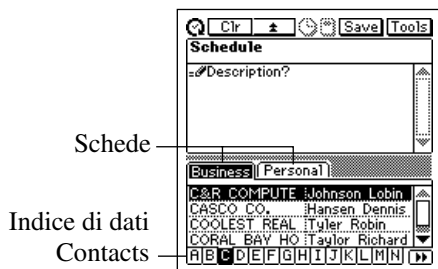 Clr Save Tools
Schedule
Description?
Schede
Business Personal
C&R COMPUTE Johnson Lobin
CASCO CO. Hansen Dennis
COOLEST REAL Tyler Robin
CORAL BAY HO Taylor Richard
Indice di dati
Contacts
A B C D E F G H I J K L M N